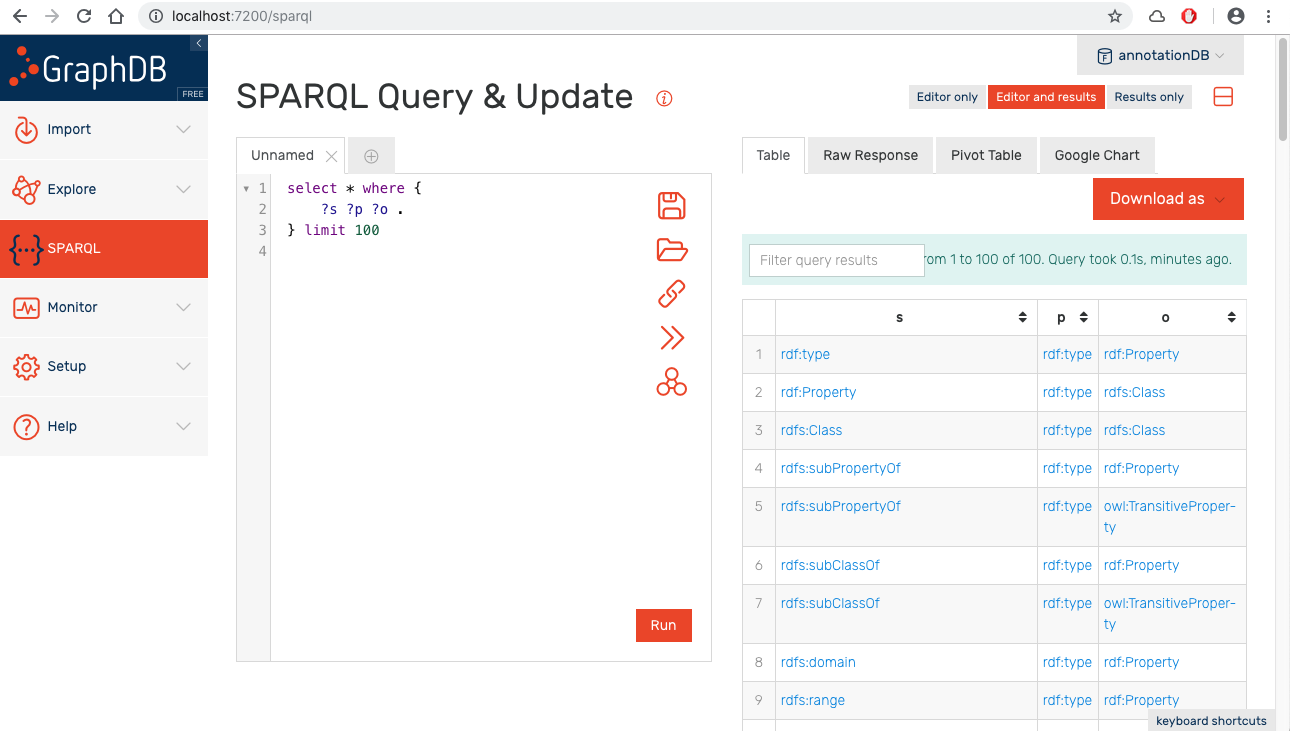 localhost:7200/sparql
GraphDB
FREE
Import
Explore
SPARQL
Monitor
Setup
Help
annotationDB
SPARQL Query & Update
Editor only
Editor and results
Results only
Unnamed
1 select * where {
2 ?s ?p ?o .
3 } limit 100
4
Run
Table
Raw Response
Pivot Table
Google Chart
Download as
Filter query results
rom 1 to 100 of 100. Query took 0.1s, minutes ago.
s p o
1 rdf:type rdf:type rdf:Property
2 rdf:Property rdf:type rdfs:Class
3 rdfs:Class rdf:type rdfs:Class
4 rdfs:subPropertyOf rdf:type rdf:Property
5 rdfs:subPropertyOf rdf:type owl:TransitiveProper-
ty
6 rdfs:subClassOf rdf:type rdf:Property
7 rdfs:subClassOf rdf:type owl:TransitiveProper-
ty
8 rdfs:domain rdf:type rdf:Property
9 rdfs:range rdf:type rdf:Property
keyboard shortcuts